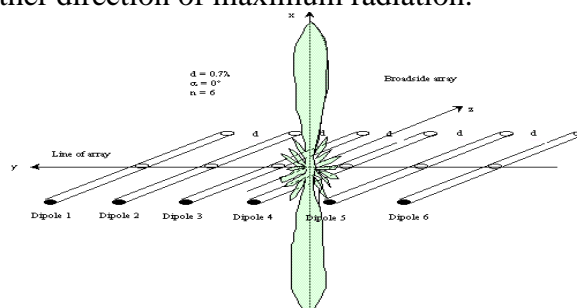 ther direction of maximum radiation.
x
d = 0.7λ
α = 0°
n = 6
Broadside array
z
d d d d d d
Line of array
y
Dipole 1 Dipole 2 Dipole 3 Dipole 4 Dipole 5 Dipole 6